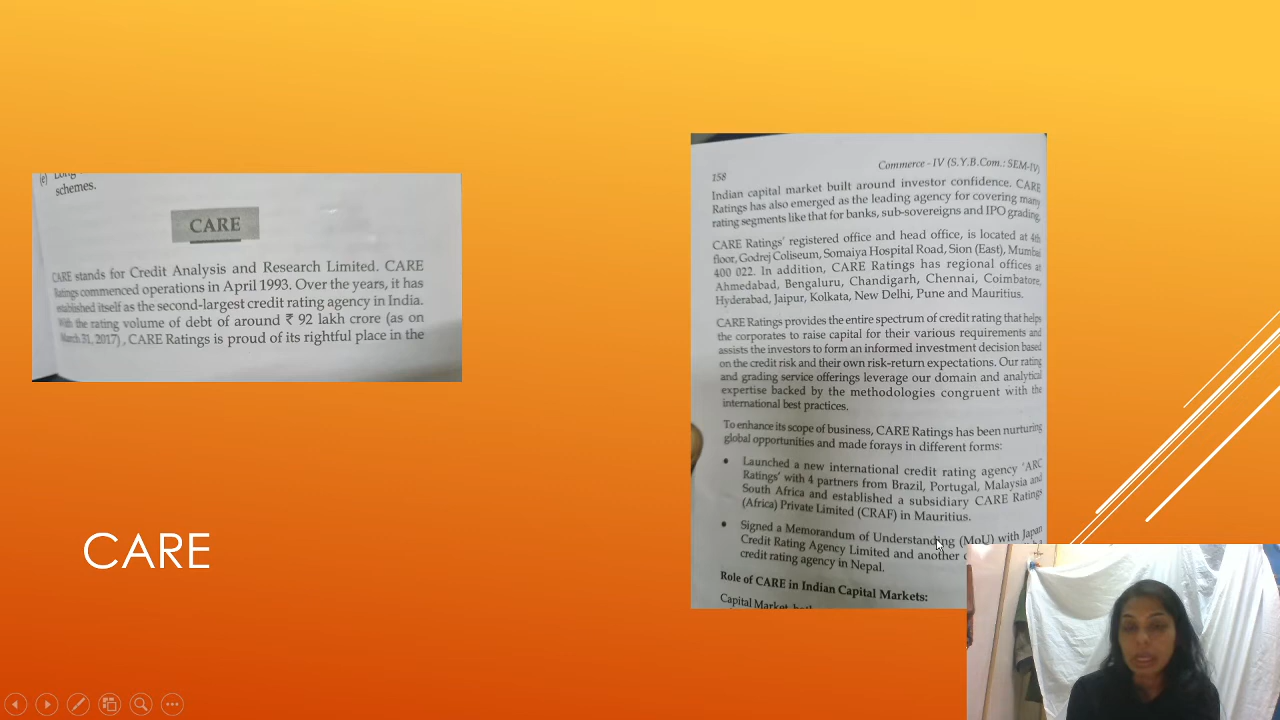 (e) Long
schemes.
CARE
CARE stands for Credit Analysis and Research Limited. CARE
Ratings commenced operations in April 1993. Over the years, it has
established itself as the second-largest credit rating agency in India.
With the rating volume of debt of around ₹ 92 lakh crore (as on
March 31, 2017), CARE Ratings is proud of its rightful place in the
CARE
158
Commerce - IV (S.Y.B.Com.: SEM-IV)
Indian capital market built around investor confidence. CARE
Ratings has also emerged as the leading agency for covering many
rating segments like that for banks, sub-sovereigns and IPO grading.
CARE Ratings' registered office and head office, is located at 4th
floor, Godrej Coliseum, Somaiya Hospital Road, Sion (East), Mumbai
400 022. In addition, CARE Ratings has regional offices at
Ahmedabad, Bengaluru, Chandigarh, Chennai, Coimbatore,
Hyderabad, Jaipur, Kolkata, New Delhi, Pune and Mauritius.
CARE Ratings provides the entire spectrum of credit rating that helps
the corporates to raise capital for their various requirements and
assists the investors to form an informed investment decision based
on the credit risk and their own risk-return expectations. Our rating
and grading service offerings leverage our domain and analytical
expertise backed by the methodologies congruent with the
international best practices.
To enhance its scope of business, CARE Ratings has been nurturing
global opportunities and made forays in different forms:
• Launched a new international credit rating agency 'ARC
Ratings' with 4 partners from Brazil, Portugal, Malaysia and
South Africa and established a subsidiary CARE Ratings
(Africa) Private Limited (CRAF) in Mauritius.
• Signed a Memorandum of Understanding (MoU) with Japan
Credit Rating Agency Limited and another
credit rating agency in Nepal.
Role of CARE in Indian Capital Markets:
Capital Market